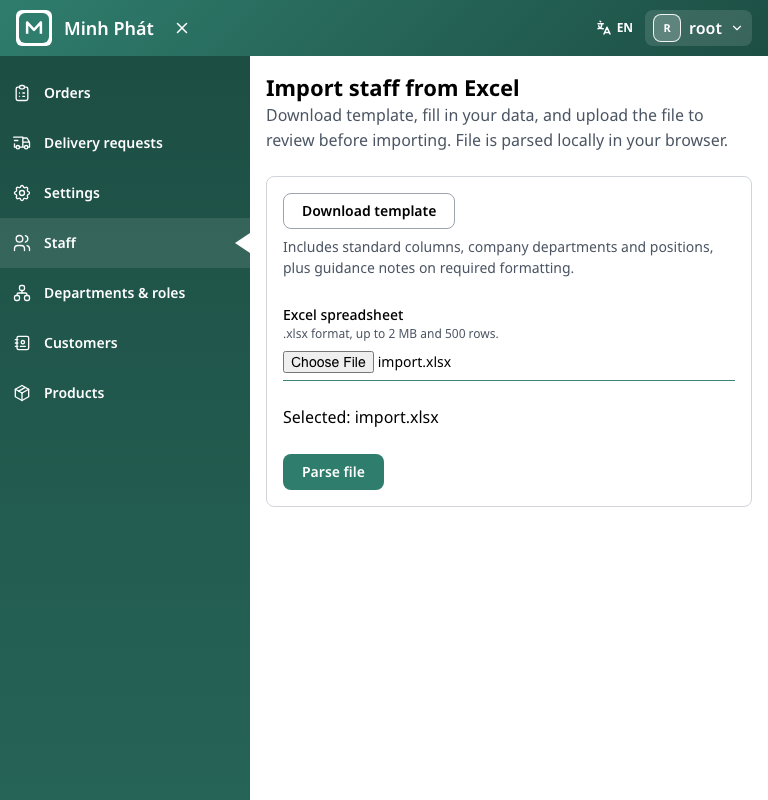 Minh Phát
EN
R
root
Orders
Delivery requests
Settings
Staff
Departments & roles
Customers
Products
Import staff from Excel
Download template, fill in your data, and upload the file to
review before importing. File is parsed locally in your browser.
Download template
Includes standard columns, company departments and positions,
plus guidance notes on required formatting.
Excel spreadsheet
.xlsx format, up to 2 MB and 500 rows.
Choose File import.xlsx
Selected: import.xlsx
Parse file